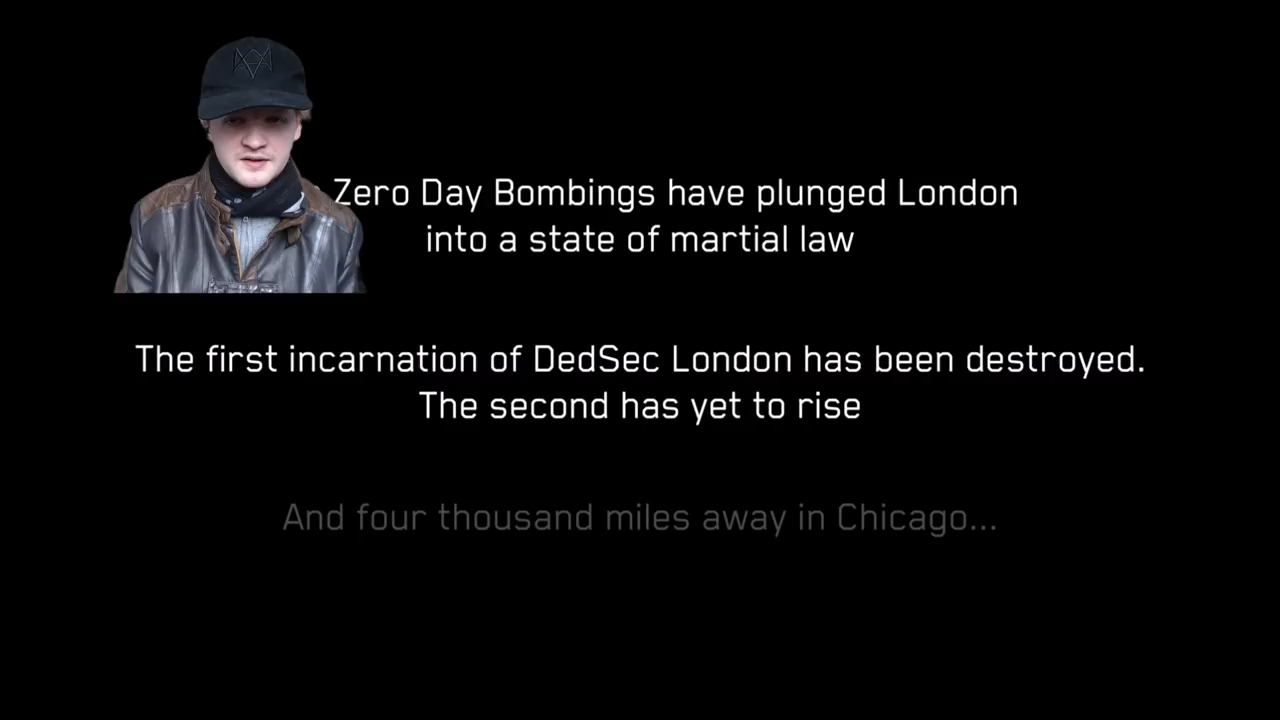 Zero Day Bombings have plunged London
into a state of martial law
The first incarnation of DedSec London has been destroyed.
The second has yet to rise
And four thousand miles away in Chicago...